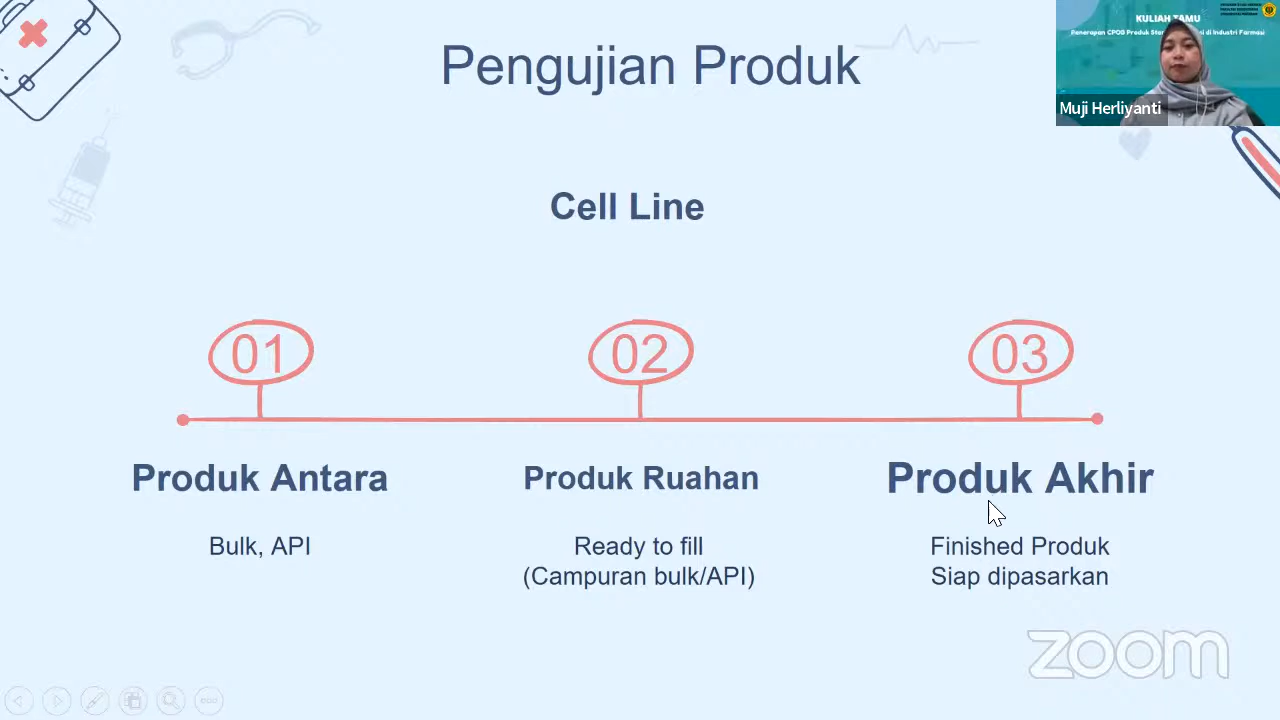 Pengujian Produk
KULIAH TAMU
Muji Herliyanti
Cell Line
01
02
03
Produk Antara
Produk Ruahan
Produk Akhir
Bulk, API
Ready to fill
(Campuran bulk/API)
Finished Produk
Siap dipasarkan
zoom